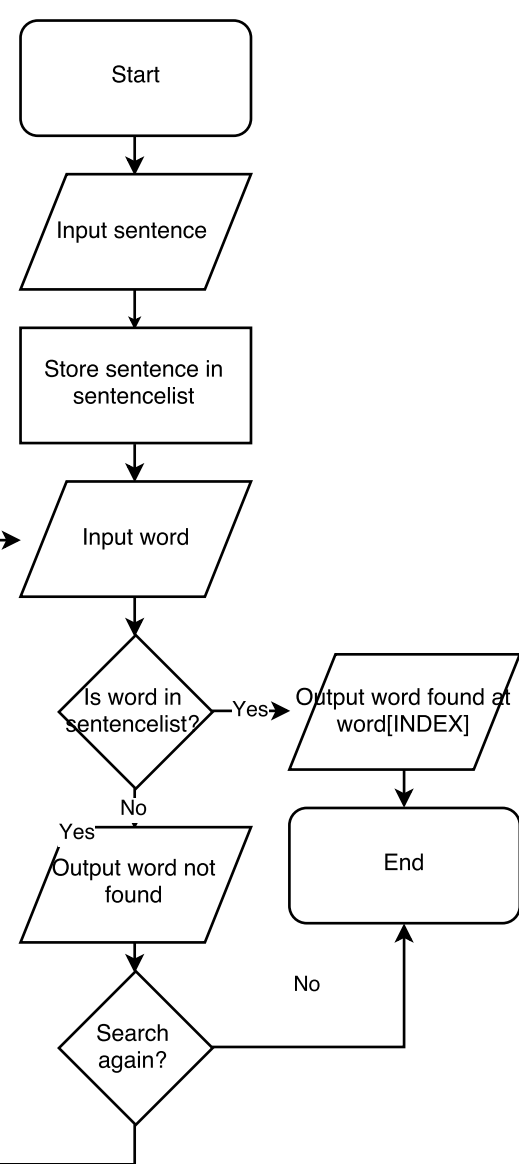 Start
Input sentence
Store sentence in
sentencelist
Input word
Is word in
sentencelist?
Yes
Output word found at
word[INDEX]
No
Yes
Output word not
found
End
No
Search
again?